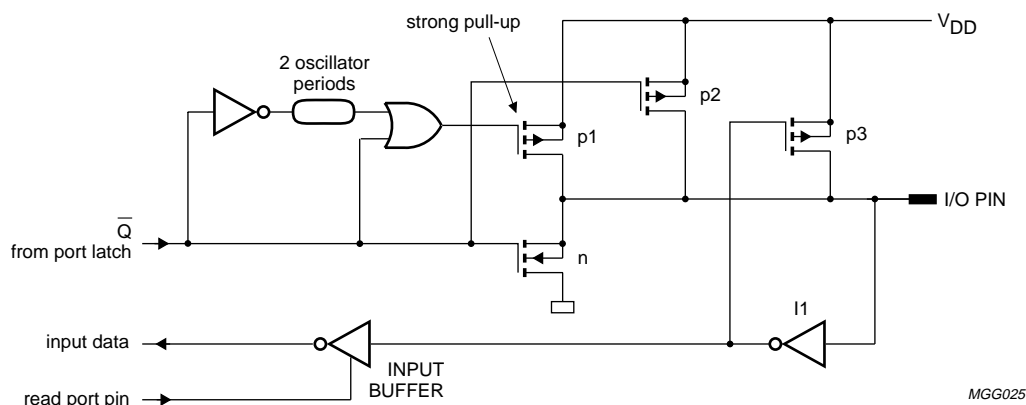 strong pull-up
VDD
2 oscillator
periods
p2
p1
p3
I/O PIN
Q
from port latch
n
I1
input data
INPUT
BUFFER
read port pin
MGG025